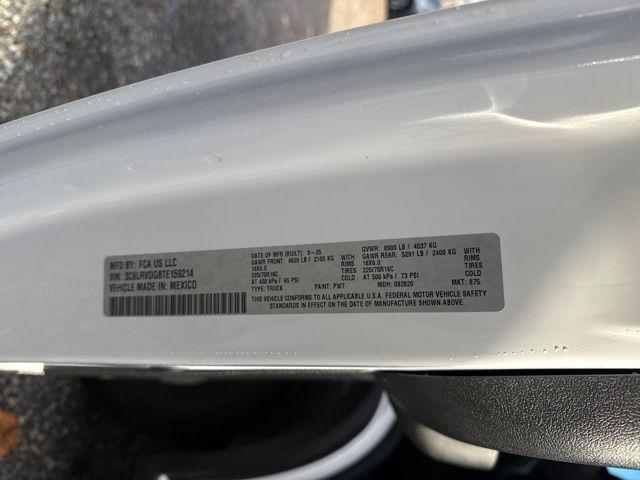 MFD BY: FCA US LLC
VIN: 3C6LRVDG8TE159214
VEHICLE MADE IN: MEXICO
DATE OF MFR (BUILT): 9-25
GAWR FRONT: 4629 LB / 2100 KG WITH
16X6.0 RIMS
225/75R16C TIRES
AT 450 kPa / 65 PSI COLD
TYPE: TRUCK PAINT: PW7
GVWR: 8900 LB / 4037 KG
GAWR REAR: 5291 LB / 2400 KG WITH
16X6.0 RIMS
225/75R16C TIRES
AT 500 kPa / 73 PSI COLD
MDH: 092820 MKT: 875
THIS VEHICLE CONFORMS TO ALL APPLICABLE U.S.A. FEDERAL MOTOR VEHICLE SAFETY
STANDARDS IN EFFECT ON THE DATE OF MANUFACTURE SHOWN ABOVE.